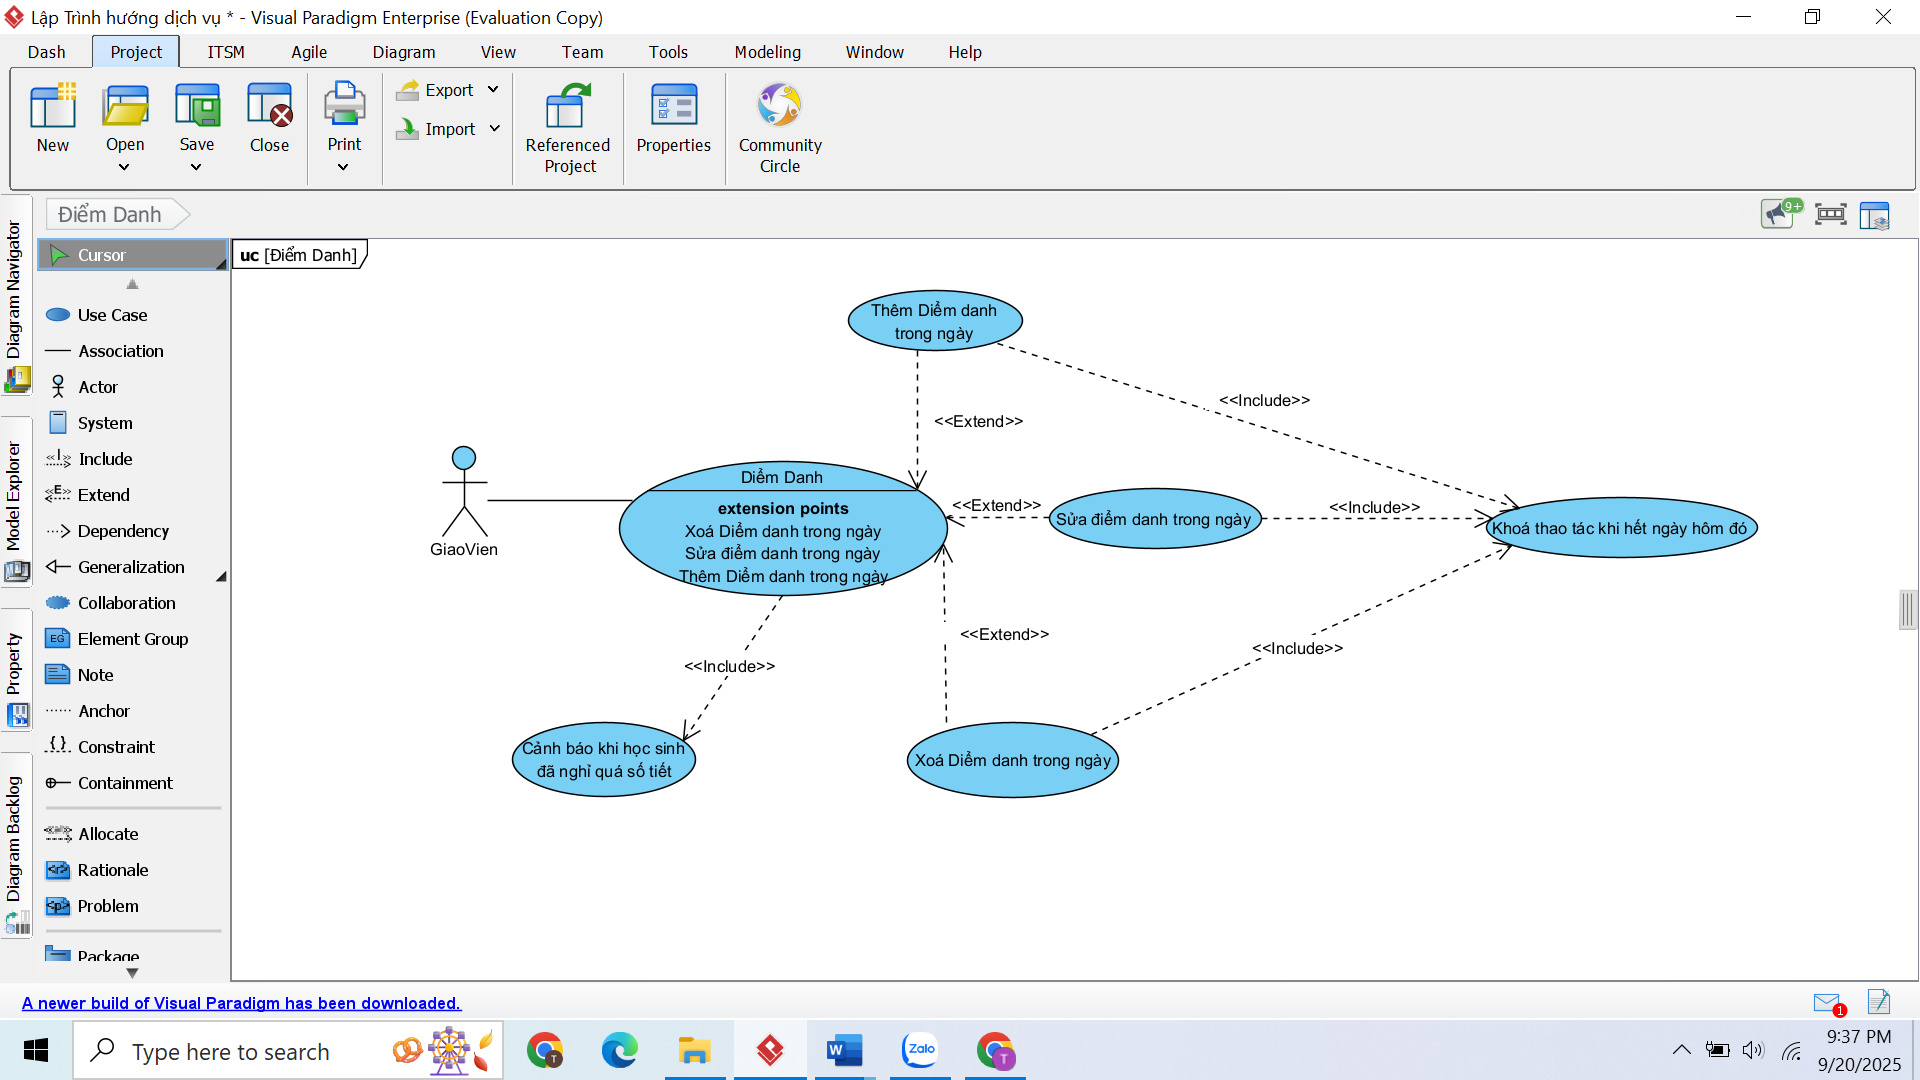 Lập Trình hướng dịch vụ * - Visual Paradigm Enterprise (Evaluation Copy)
Dash
Project
ITSM
Agile
Diagram
View
Team
Tools
Modeling
Window
Help
New
Open
Save
Close
Print
Export
Import
Referenced
Project
Properties
Community
Circle
Điểm Danh
9+
Diagram Navigator
Model Explorer
Property
Diagram Backlog
Cursor
Use Case
Association
Actor
System
Include
Extend
Dependency
Generalization
Collaboration
EG Element Group
Note
Anchor
Constraint
Containment
Allocate
Rationale
Problem
Package
uc [Điểm Danh]
Thêm Diểm danh
trong ngày
<<Include>>
<<Extend>>
GiaoVien
Diểm Danh
extension points
Xoá Diểm danh trong ngày
Sửa điểm danh trong ngày
Thêm Diểm danh trong ngày
<<Extend>>
Sửa điểm danh trong ngày
<<Include>>
Khoá thao tác khi hết ngày hôm đó
<<Extend>>
<<Include>>
<<Include>>
Cảnh báo khi học sinh
đã nghỉ quá số tiết
Xoá Diểm danh trong ngày
A newer build of Visual Paradigm has been downloaded.
1
Type here to search
T
W
Zalo
T
9:37 PM
9/20/2025